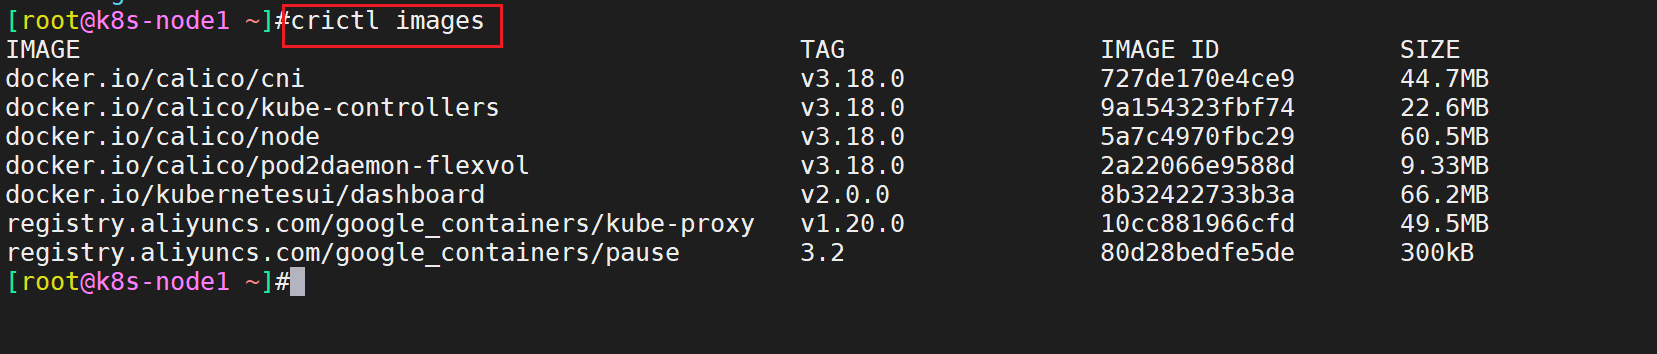 [root@k8s-node1 ~]#crictl images
IMAGE TAG IMAGE ID SIZE
docker.io/calico/cni v3.18.0 727de170e4ce9 44.7MB
docker.io/calico/kube-controllers v3.18.0 9a154323fbf74 22.6MB
docker.io/calico/node v3.18.0 5a7c4970fbc29 60.5MB
docker.io/calico/pod2daemon-flexvol v3.18.0 2a22066e9588d 9.33MB
docker.io/kubernetesui/dashboard v2.0.0 8b32422733b3a 66.2MB
registry.aliyuncs.com/google_containers/kube-proxy v1.20.0 10cc881966cfd 49.5MB
registry.aliyuncs.com/google_containers/pause 3.2 80d28bedfe5de 300kB
[root@k8s-node1 ~]#